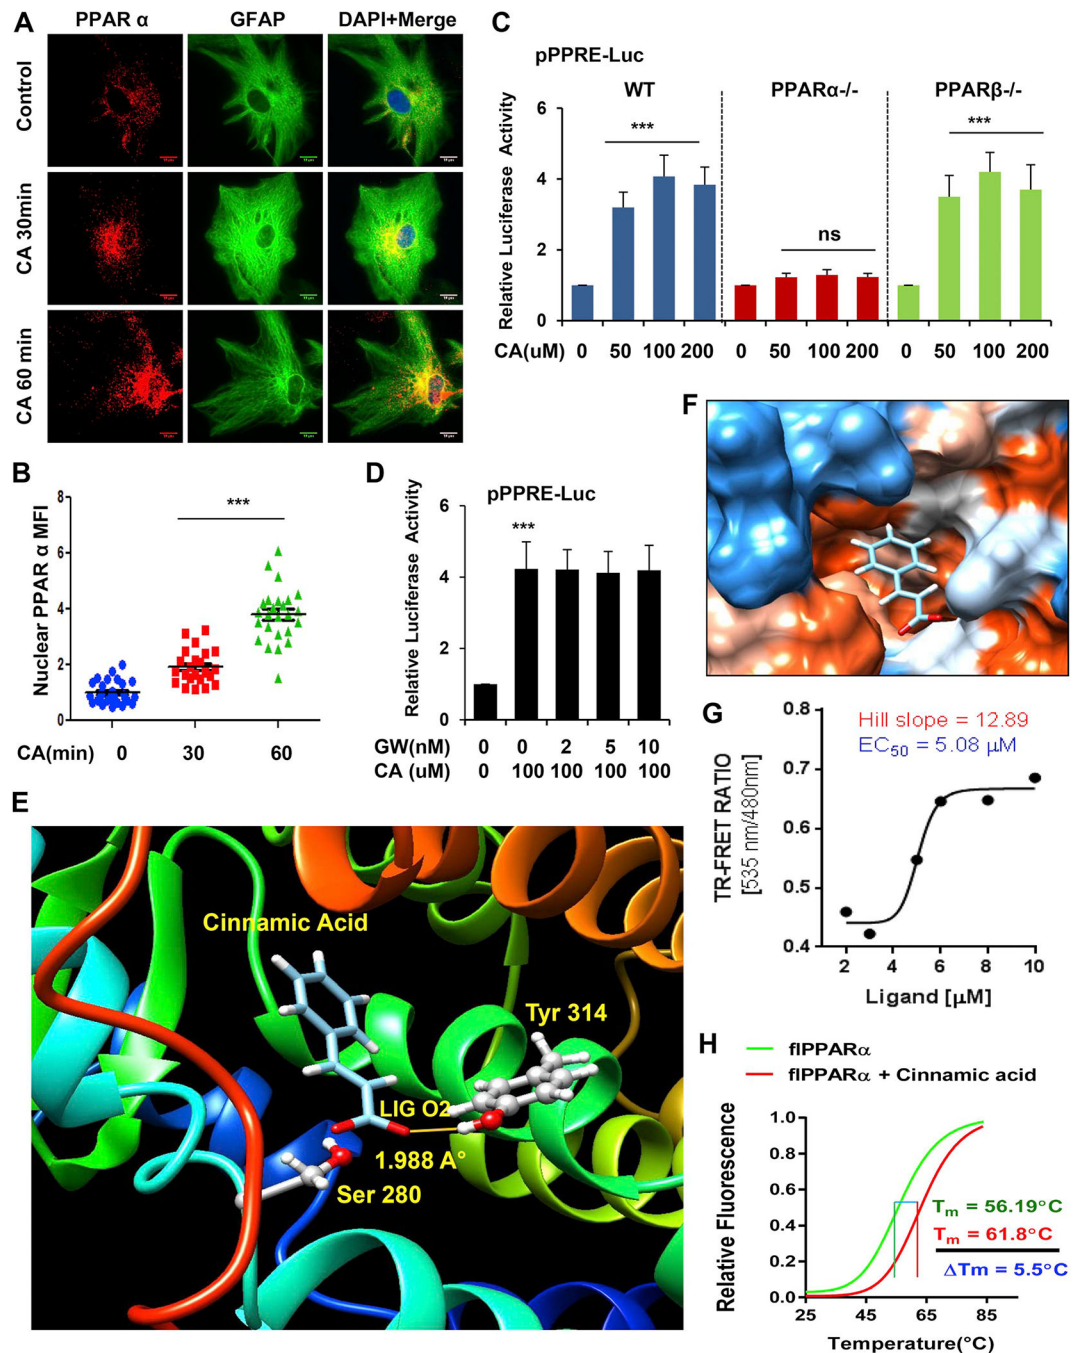 A
PPAR α GFAP DAPI+Merge
Control
CA 30min
CA 60 min
B
Nuclear PPAR α MFI
8
6
4
2
0
***
CA(min) 0 30 60
C
pPPRE-Luc
WT PPARα-/- PPARβ-/-
Relative Luciferase Activity
6
4
2
0
*** ns ***
CA(uM) 0 50 100 200 0 50 100 200 0 50 100 200
D
pPPRE-Luc
Relative Luciferase Activity
6
4
2
0
***
GW(nM) 0 0 2 5 10
CA (uM) 0 100 100 100 100
E
Cinnamic Acid
Tyr 314
LIG O2
1.988 A°
Ser 280
F
G
Hill slope = 12.89
EC50 = 5.08 µM
TR-FRET RATIO
[535 nm/480nm]
0.8
0.7
0.6
0.5
0.4
2 4 6 8 10
Ligand [µM]
H
flPPARα
flPPARα + Cinnamic acid
Relative Fluorescence
1.0
0.8
0.6
0.4
0.2
0.0
Tm = 56.19°C
Tm = 61.8°C
ΔTm = 5.5°C
25 45 65 85
Temperature(°C)